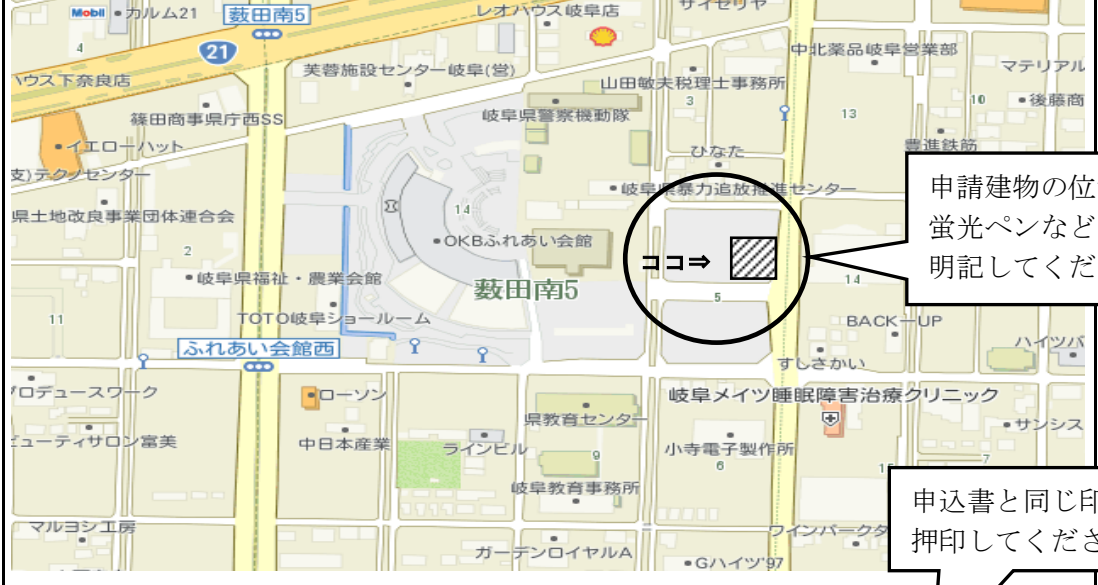 Mobil
カルム21
薮田南5
レオハウス岐阜店
サイゼリヤ
4
21
ハウス下奈良店
芙蓉施設センター岐阜(営)
山田敏夫税理士事務所
3
中北薬品岐阜営業部
マテリアル
篠田商事県庁西SS
岐阜県警察機動隊
13
10
後藤商
イエローハット
ひなた
豊進鉄筋
支)テクノセンター
岐阜県暴力追放推進センター
県土地改良事業団体連合会
14
2
OKBふれあい会館
岐阜県福祉・農業会館
薮田南5
ココ⇒
5
14
申請建物の位
蛍光ペンなど
明記してくだ
11
TOTO岐阜ショールーム
BACK-UP
ふれあい会館西
ハイツバ
すしさかい
プロデュースワーク
ローソン
岐阜メイツ睡眠障害治療クリニック
県教育センター
サンシス
ビューティサロン富美
中日本産業
ラインビル
9
小寺電子製作所
6
7
岐阜教育事務所
申込書と同じ印
押印してくださ
マルヨシ工房
ワインパークタ
ガーデンロイヤルA
Gハイツ'97